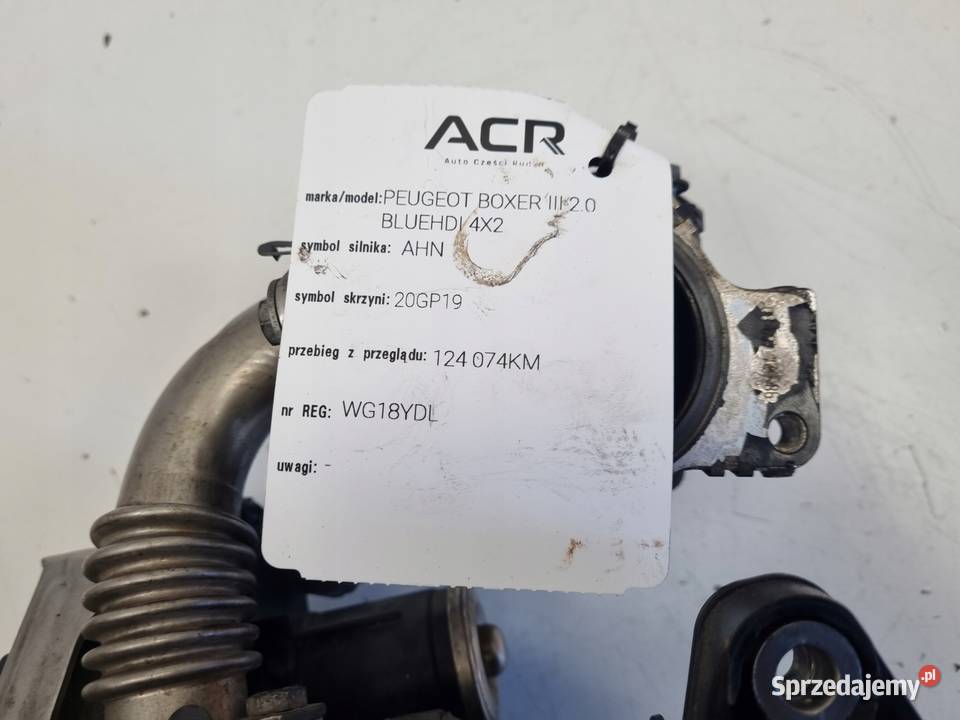 ACR
Auto Części Rudek
marka/model: PEUGEOT BOXER III 2.0
BLUEHDI 4X2
symbol silnika: AHN
symbol skrzyni: 20GP19
przebieg z przeglądu: 124 074KM
nr REG: WG18YDL
uwagi: -
Sprzedajemy.pl